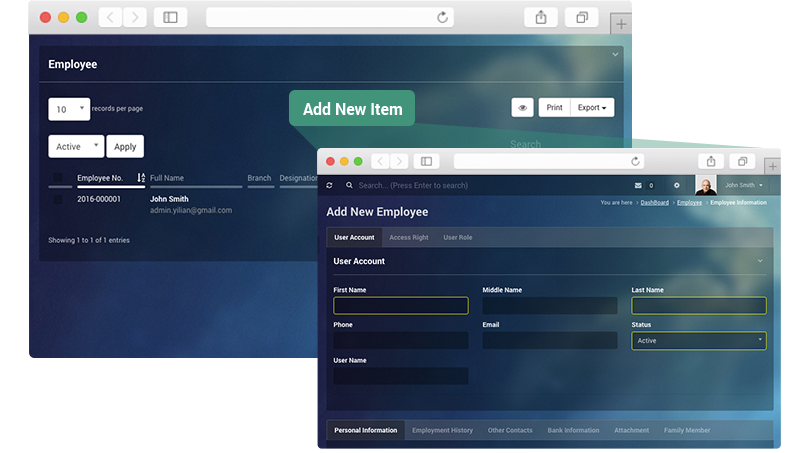 Employee
10
records per page
Print
Export
Active
Apply
Search
Employee No.
Full Name
Branch
Designation
2016-000001
John Smith
admin.yilian@gmail.com
Showing 1 to 1 of 1 entries
Add New Item
Search... (Press Enter to search)
0
John Smith
You are here > DashBoard > Employee > Employee Information
Add New Employee
User Account
Access Right
User Role
User Account
First Name
Middle Name
Last Name
Phone
Email
Status
Active
User Name
Personal Information
Employment History
Other Contacts
Bank Information
Attachment
Family Member